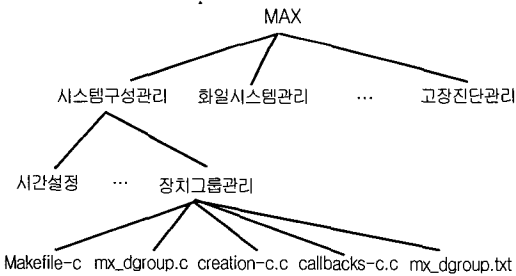 MAX
시스템구성관리 화일시스템관리 … 고장진단관리
시간설정 … 장치그룹관리
Makefile-c mx_dgroup.c creation-c.c callbacks-c.c mx_dgroup.txt